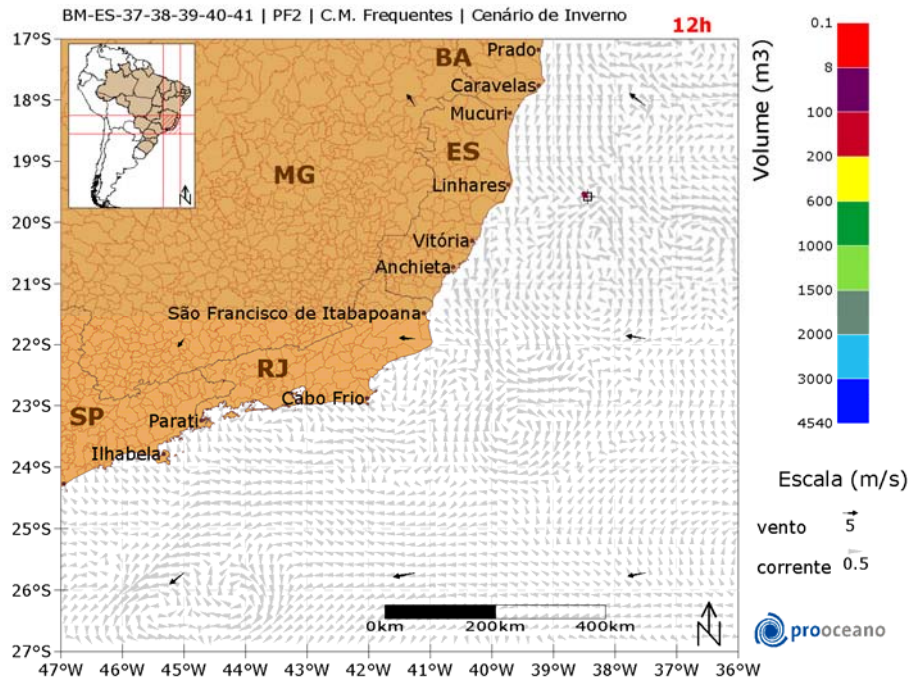 BM-ES-37-38-39-40-41 | PF2 | C.M. Frequentes | Cenário de Inverno
12h
17°S
18°S
19°S
20°S
21°S
22°S
23°S
24°S
25°S
26°S
27°S
N
BA
Prado
Caravelas
Mucuri
ES
MG
Linhares
Vitória
Anchieta
São Francisco de Itabapoana
RJ
Cabo Frio
SP
Parati
Ilhabela
0km 200km 400km
N
47°W 46°W 45°W 44°W 43°W 42°W 41°W 40°W 39°W 38°W 37°W 36°W
Volume (m3)
0.1
8
100
200
600
1000
1500
2000
3000
4540
Escala (m/s)
vento 5
corrente 0.5
prooceano